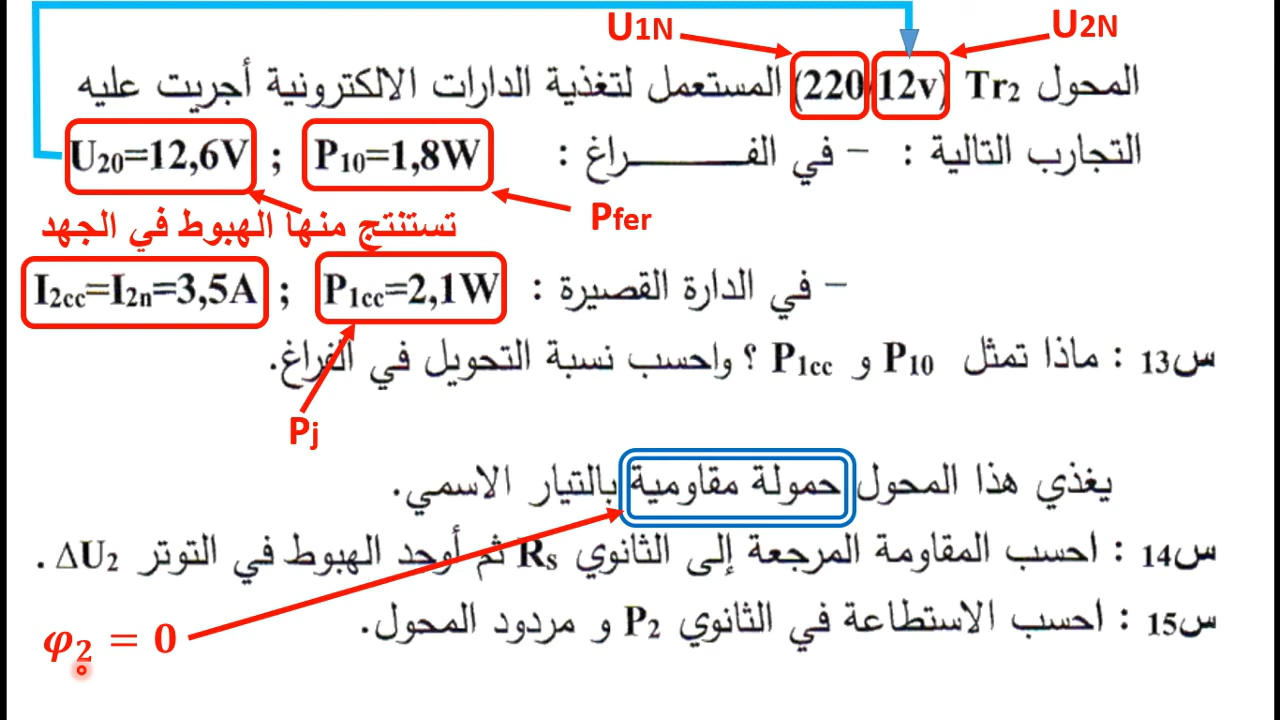 U1N
U2N
المحول Tr2 (220/12v) المستعمل لتغذية الدارات الالكترونية أجريت عليه
التجارب التالية : - في الفـــــــراغ : P10=1,8W ; U20=12,6V
Pfer
تستنتج منها الهبوط في الجهد
- في الدارة القصيرة : P1cc=2,1W ; I2cc=I2n=3,5A
س13 : ماذا تمثل P10 و P1cc ؟ واحسب نسبة التحويل في الفراغ.
Pj
يغذي هذا المحول حمولة مقاومية بالتيار الاسمي.
س14 : احسب المقاومة المرجعة إلى الثانوي Rs ثم أوجد الهبوط في التوتر ΔU2 .
س15 : احسب الاستطاعة في الثانوي P2 و مردود المحول.
φ2 = 0